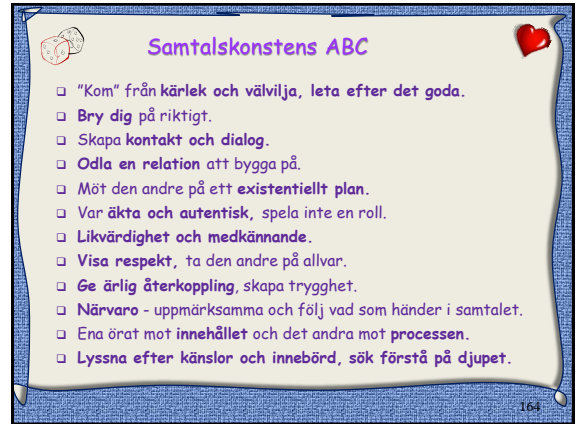 Samtalskonstens ABC
"Kom" från kärlek och välvilja, leta efter det goda.
Bry dig på riktigt.
Skapa kontakt och dialog.
Odla en relation att bygga på.
Möt den andre på ett existentiellt plan.
Var äkta och autentisk, spela inte en roll.
Likvärdighet och medkännande.
Visa respekt, ta den andre på allvar.
Ge ärlig återkoppling, skapa trygghet.
Närvaro - uppmärksamma och följ vad som händer i samtalet.
Ena örat mot innehållet och det andra mot processen.
Lyssna efter känslor och innebörd, sök förstå på djupet.
164